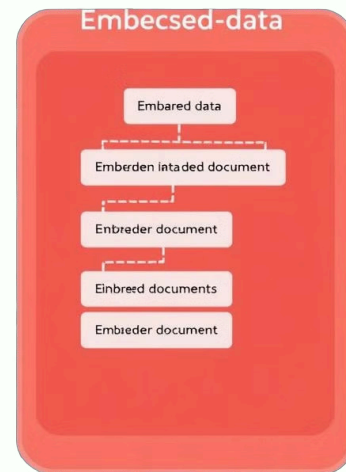 Embecsed-data
Embared data
Emberden intaded document
Enbreder document
Einbreed documents
Embreder document